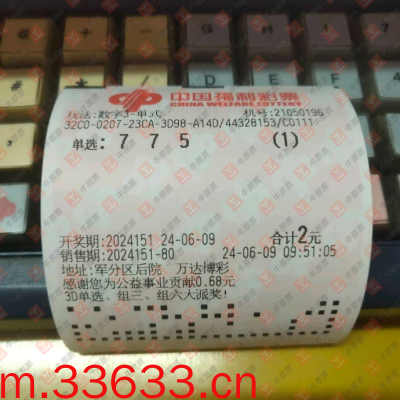 中国福利彩票
CHINA WELFARE LOTTERY
玩法:数字3-单式 机号:21050196
32C0-0207-23CA-3D98-A14D/44328153/C0111
单选: 7 7 5 (1)
开奖期:2024151 24-06-09 合计2元
销售期:2024151-80 24-06-09 09:51:05
地址:军分区后院 万达博彩
感谢您为公益事业贡献0.68元
3D单选、组三、组六大派奖!
m.33633.cn